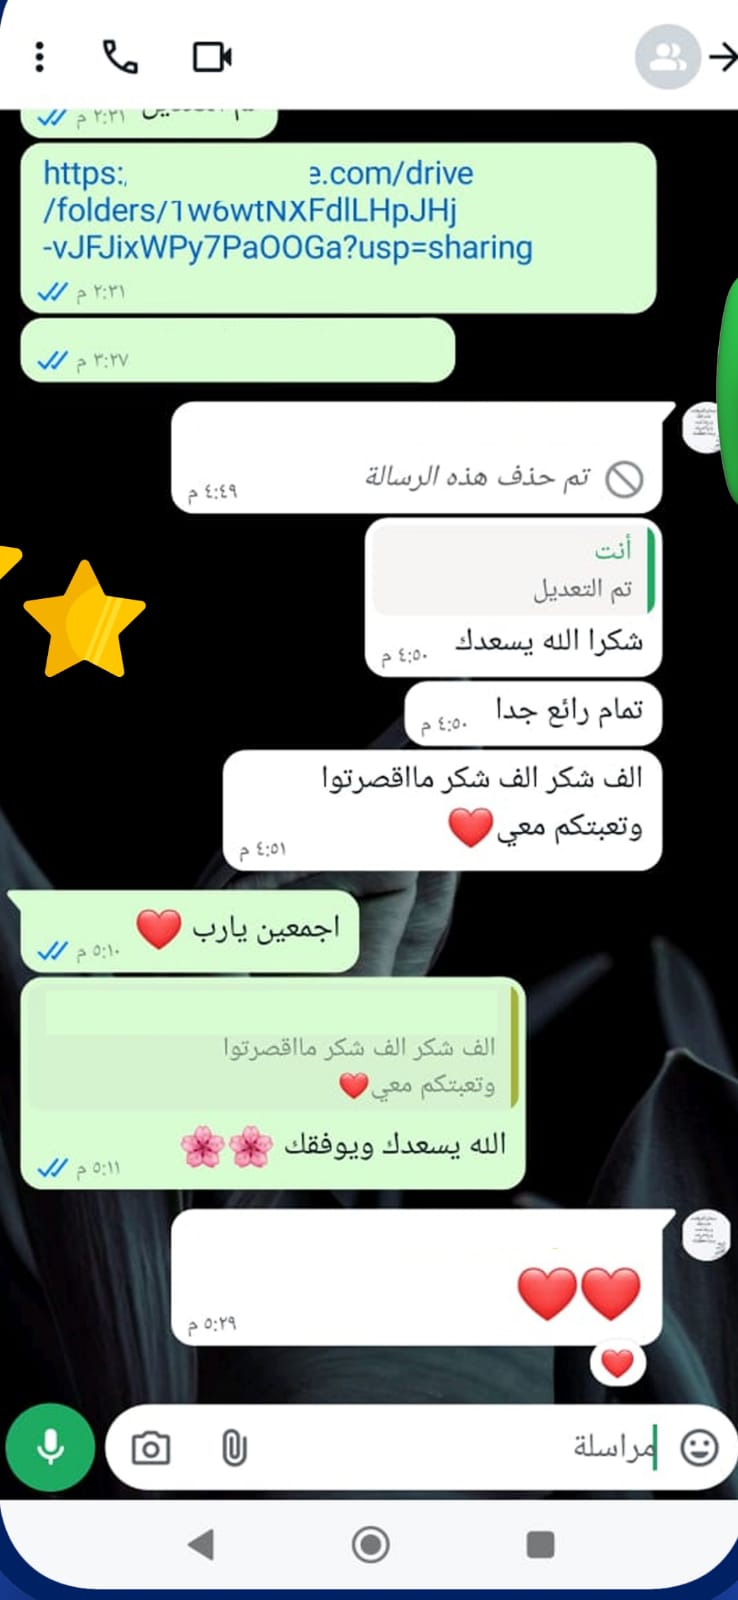 ٢:٣١ م
https:
e.com/drive
/folders/1w6wtNXFdlLHpJHj
-vJFJixWPy7PaOOGa?usp=sharing
٢:٣١ م
٣:٢٧ م
تم حذف هذه الرسالة
٤:٤٩ م
أنت
تم التعديل
شكرا الله يسعدك
٤:٥٠ م
تمام رائع جدا
٤:٥٠ م
الف شكر الف شكر مااقصرتوا
وتعبتكم معي❤️
٤:٥١ م
اجمعين يارب ❤️
٥:١٠ م
الف شكر الف شكر مااقصرتوا
وتعبتكم معي❤️
الله يسعدك ويوفقك 🌸🌸
٥:١١ م
❤️❤️
٥:٢٩ م
❤️
مراسلة